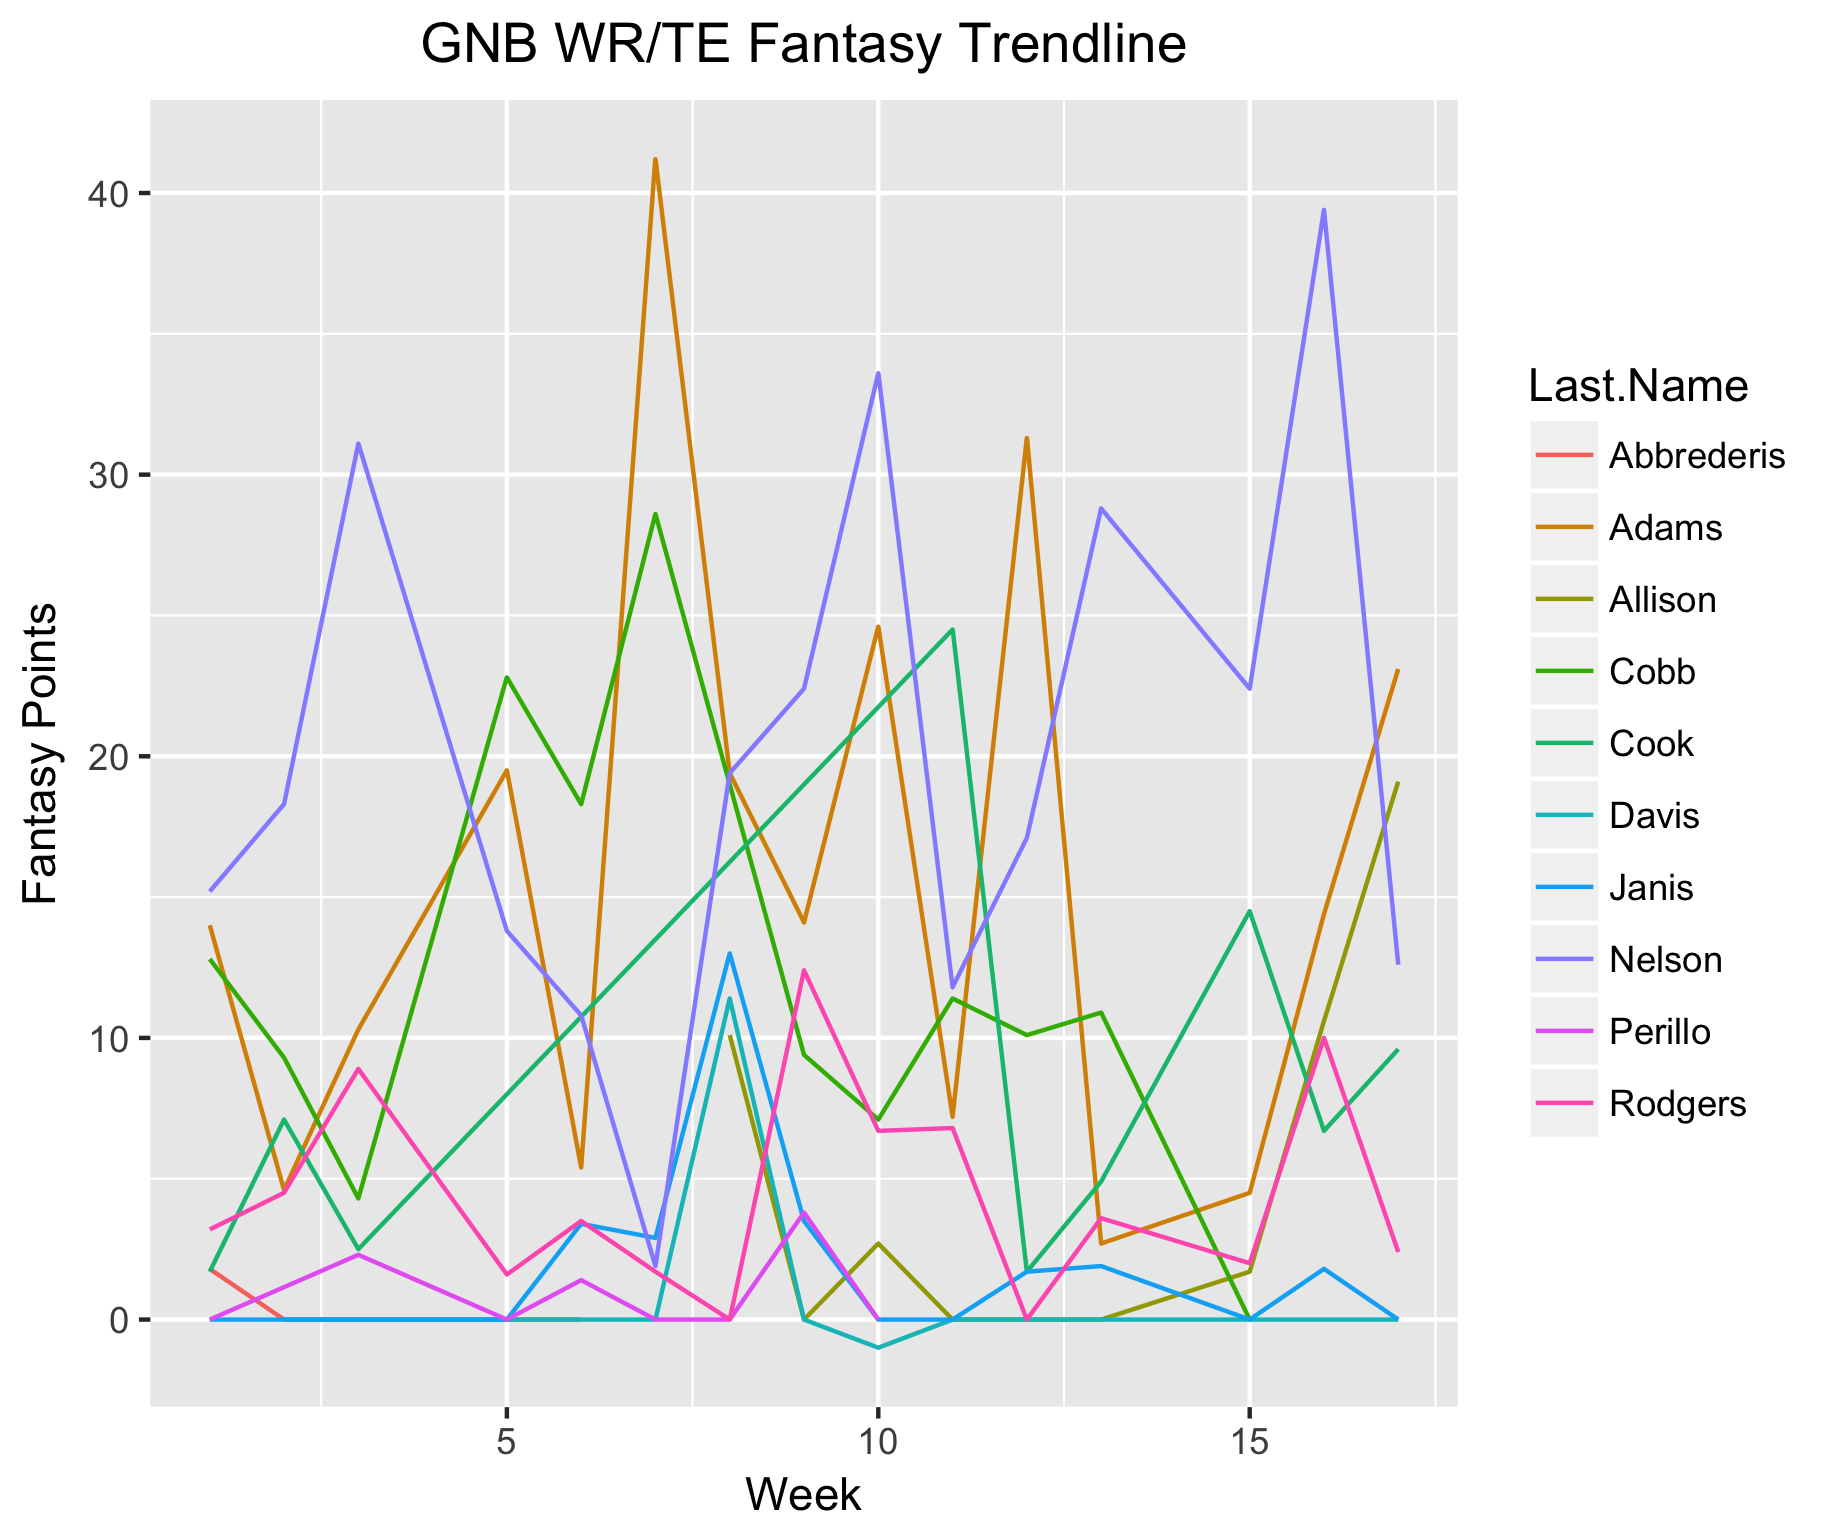 GNB WR/TE Fantasy Trendline
Fantasy Points
40
30
20
10
0
5 10 15
Week
Last.Name
Abbrederis
Adams
Allison
Cobb
Cook
Davis
Janis
Nelson
Perillo
Rodgers